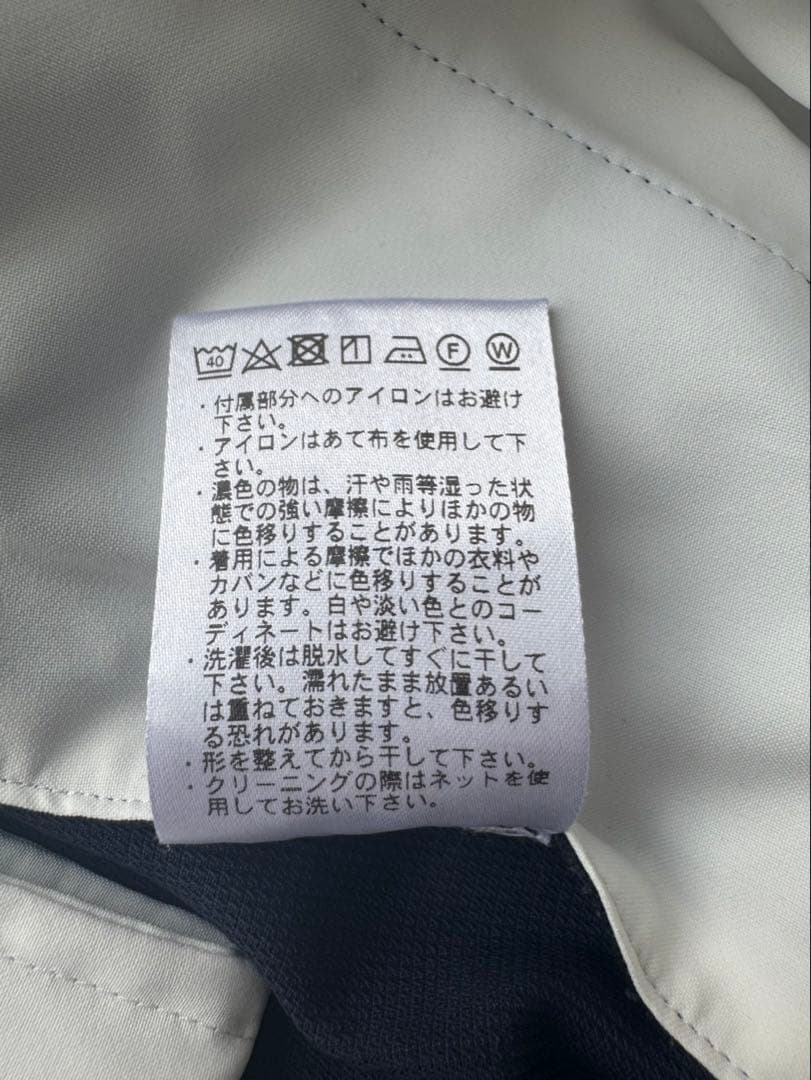 40 F W
・付属部分へのアイロンはお避け
下さい。
・アイロンはあて布を使用して下
さい。
・濃色の物は、汗や雨等湿った状
態での強い摩擦によりほかの物
に色移りすることがあります。
・着用による摩擦でほかの衣料や
カバンなどに色移りすることが
あります。白や淡い色とのコー
ディネートはお避け下さい。
・洗濯後は脱水してすぐに干して
下さい。濡れたまま放置あるい
は重ねておきますと、色移りす
る恐れがあります。
・形を整えてから干して下さい。
・クリーニングの際はネットを使
用してお洗い下さい。